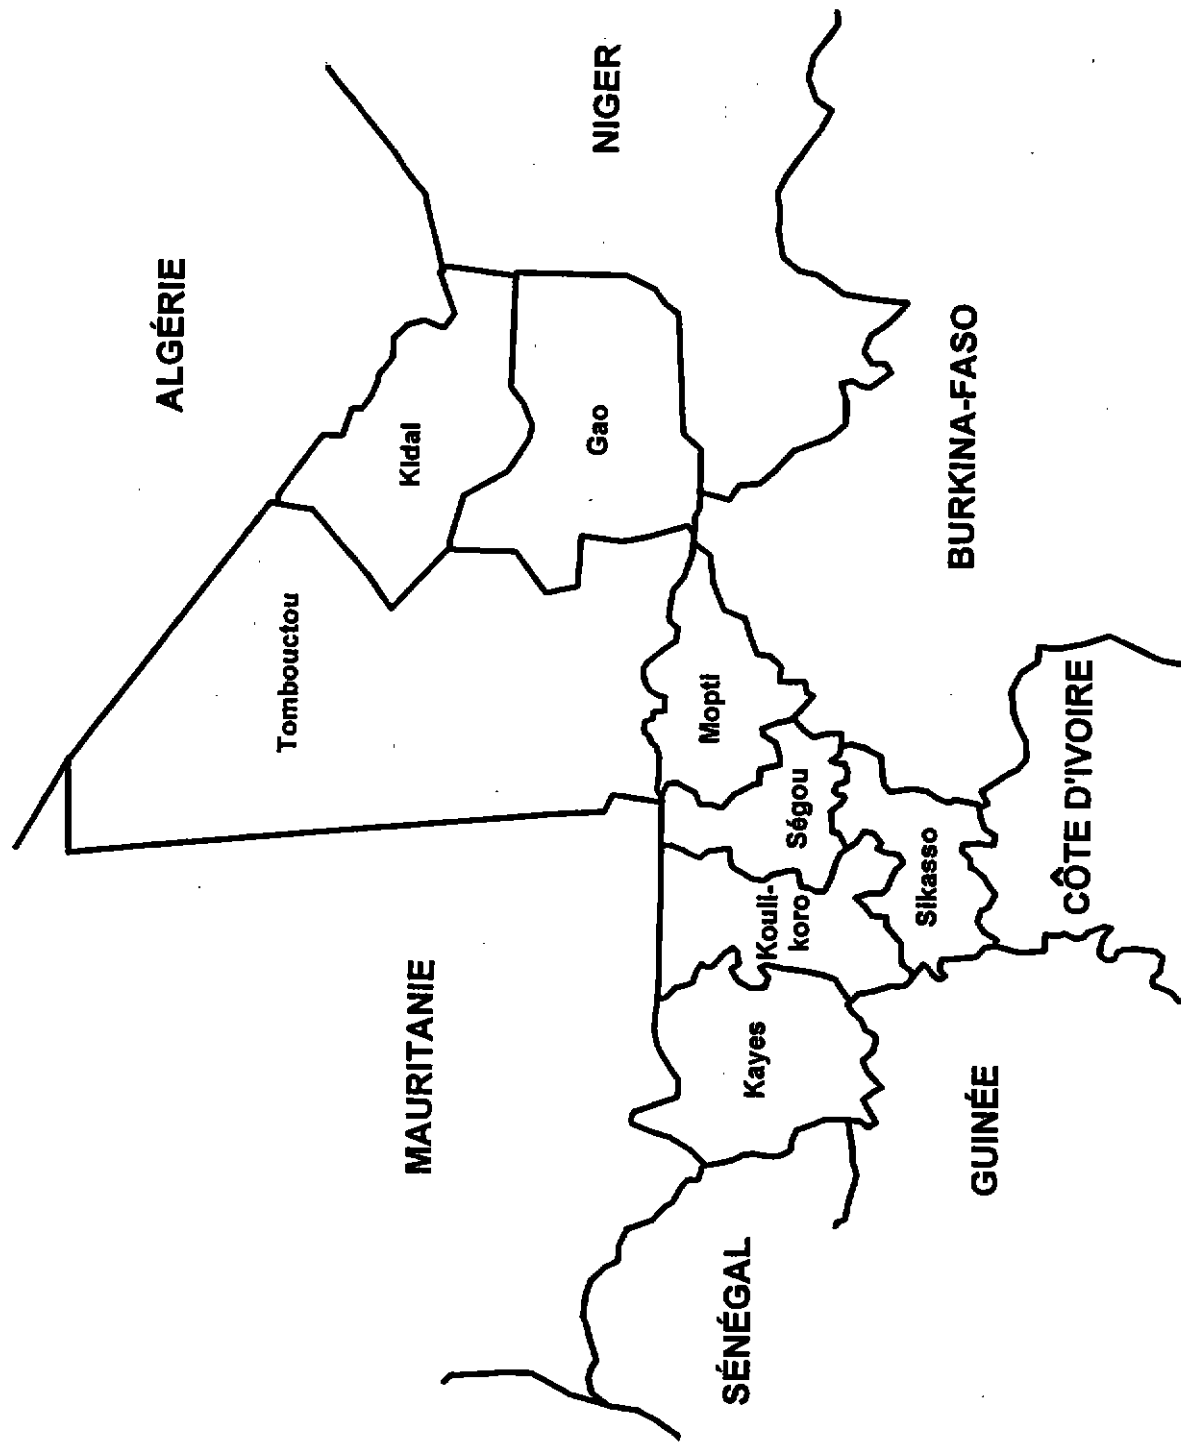 ALGÉRIE
NIGER
MAURITANIE
Tombouctou
Kidal
Gao
Mopti
Ségou
Kouli-
koro
Kayes
Sikasso
SÉNÉGAL
GUINÉE
CÔTE D'IVOIRE
BURKINA-FASO